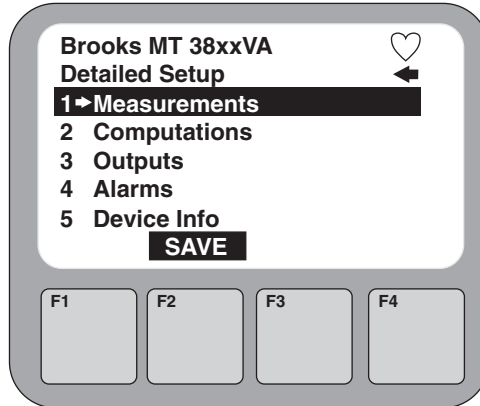 Brooks MT 38xxVA
Detailed Setup
1 Measurements
2 Computations
3 Outputs
4 Alarms
5 Device Info
SAVE
F1 F2 F3 F4